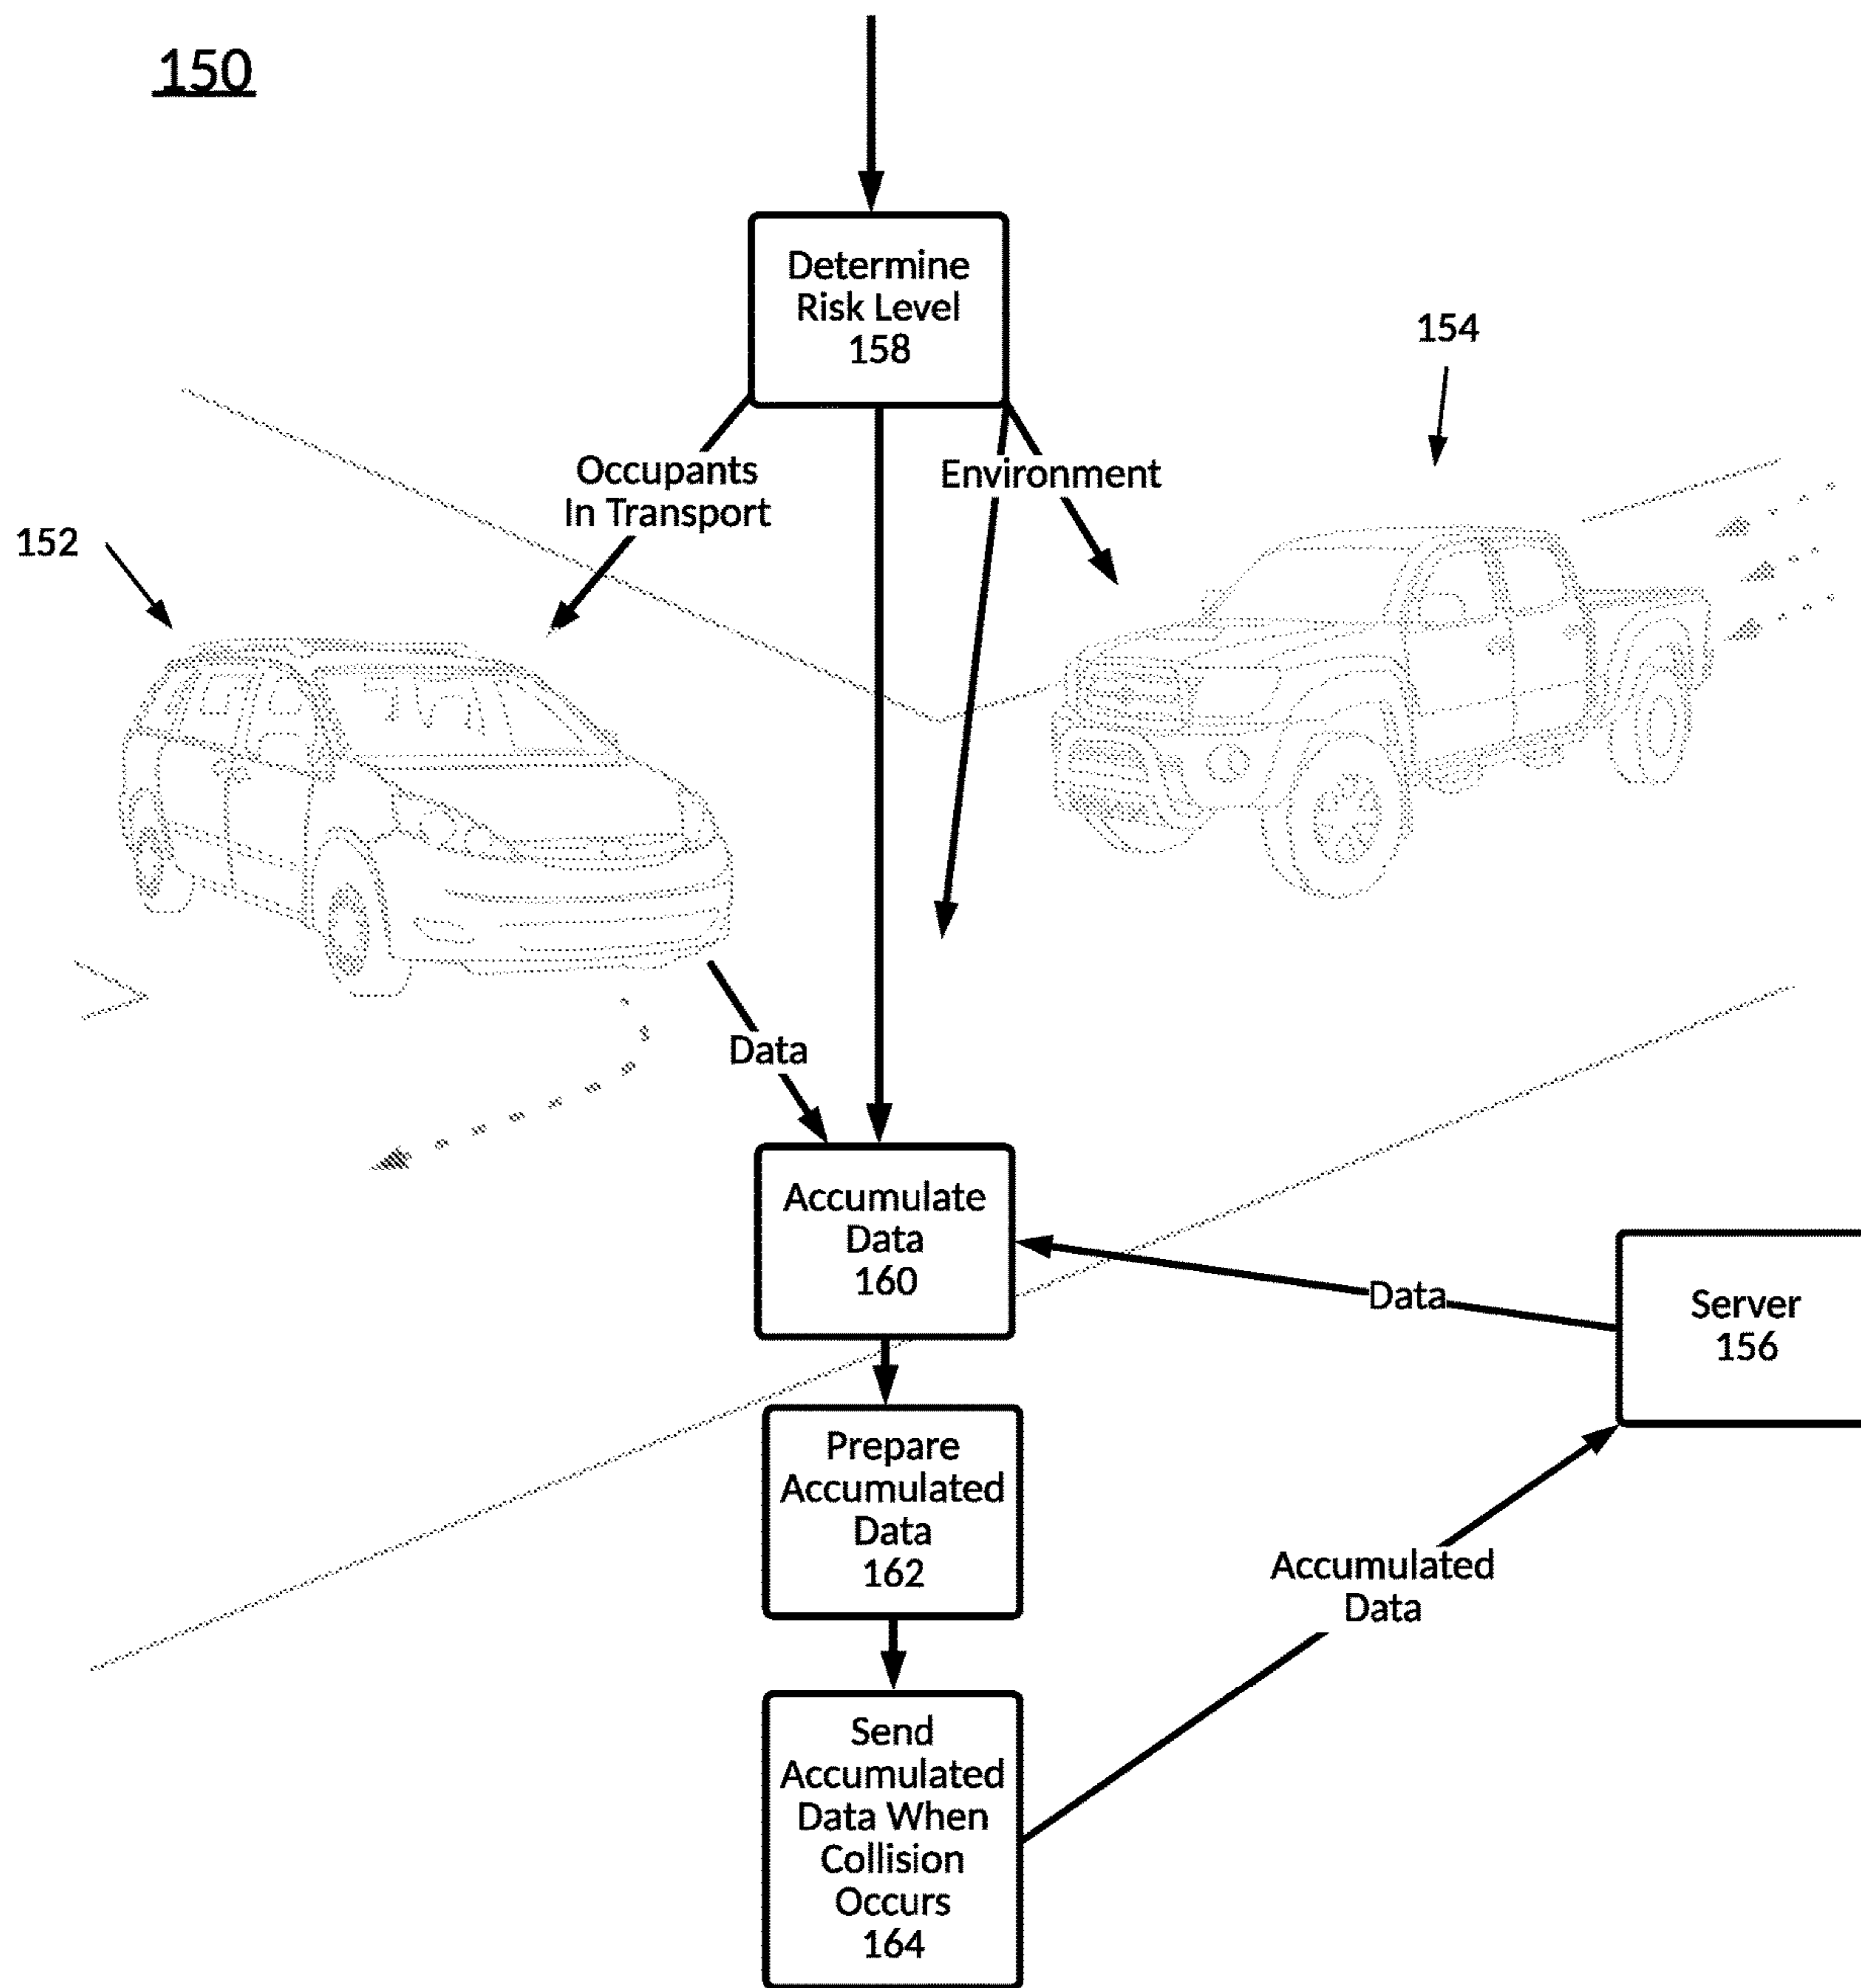 150
Determine
Risk Level
158
154
Occupants
In Transport
Environment
152
Data
Accumulate
Data
160
Data
Server
156
Prepare
Accumulated
Data
162
Accumulated
Data
Send
Accumulated
Data When
Collision
Occurs
164